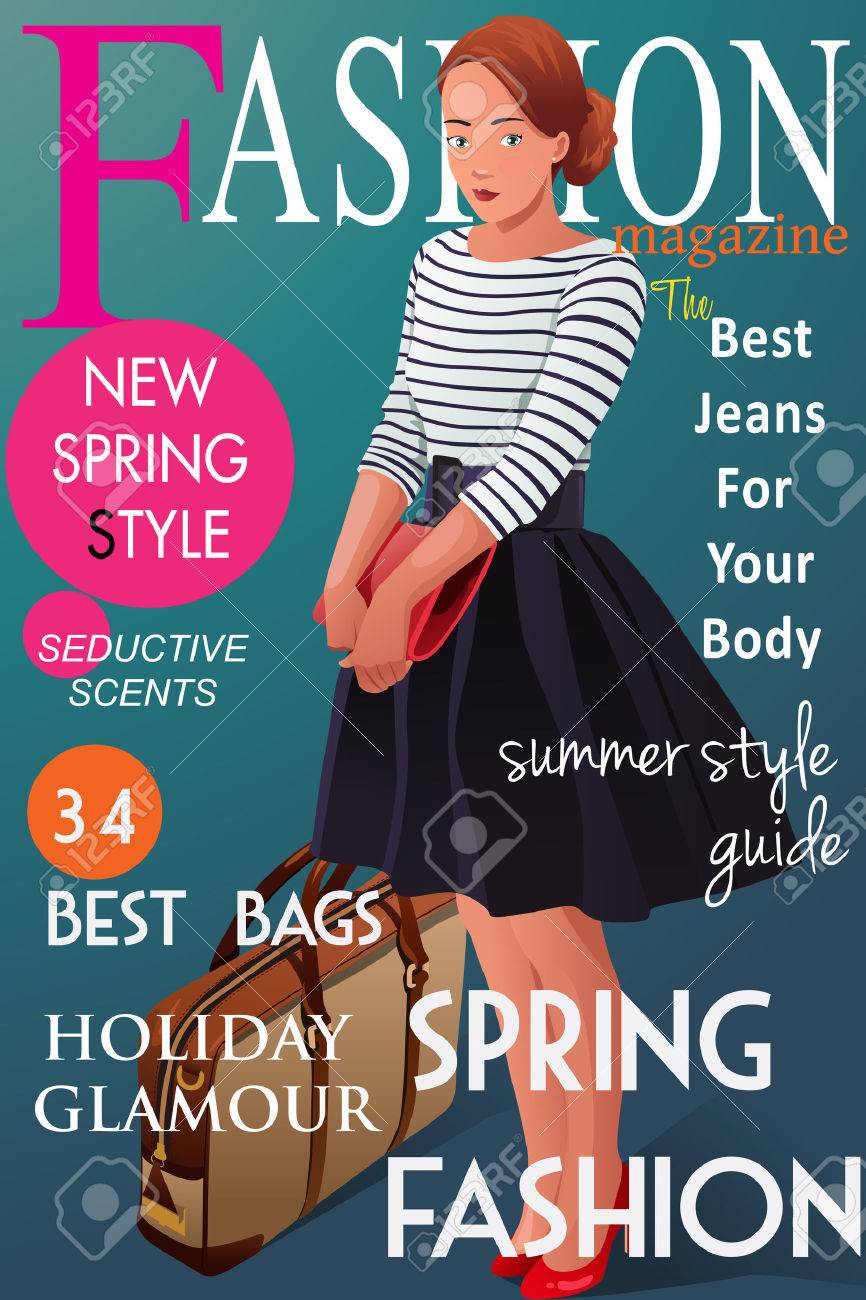 FASHION
magazine
The
Best
Jeans
For
Your
Body
NEW
SPRING
STYLE
SEDUCTIVE
SCENTS
34
BEST BAGS
HOLIDAY
GLAMOUR
summer style
guide
SPRING
FASHION
123RF